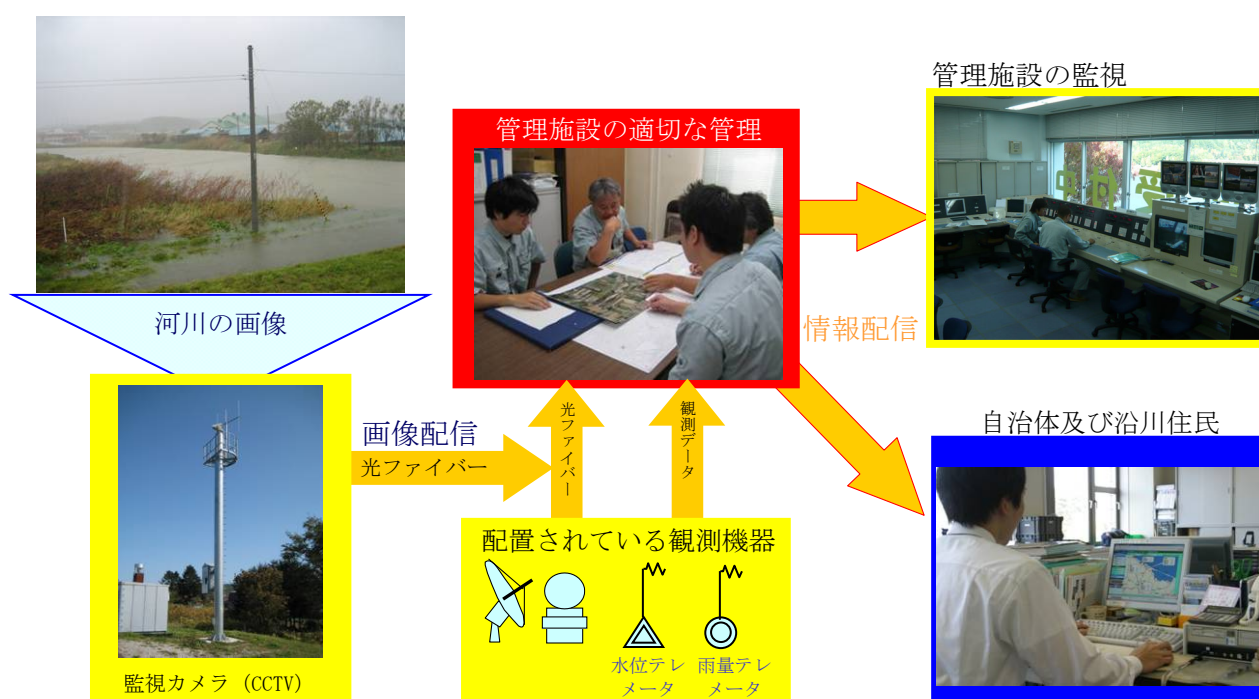 管理施設の監視
管理施設の適切な管理
河川の画像
情報配信
画像配信
光ファイバー
光ファイバー
観測データ
自治体及び沿川住民
配置されている観測機器
水位テレ
メータ
雨量テレ
メータ
監視カメラ（CCTV）
受付中